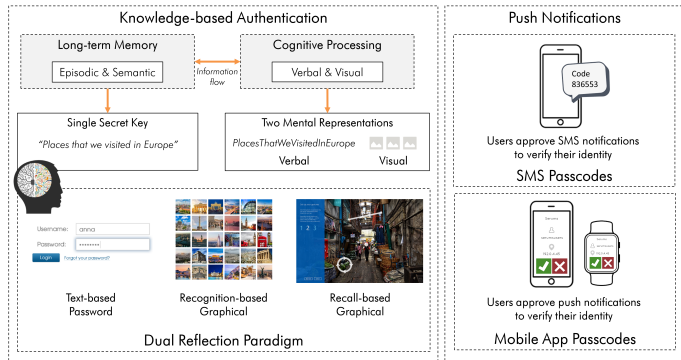 Knowledge-based Authentication
Long-term Memory
Episodic & Semantic
Information
flow
Cognitive Processing
Verbal & Visual
Single Secret Key
"Places that we visited in Europe"
Two Mental Representations
PlacesThatWeVisitedInEurope
Verbal
Visual
Username:
anna
Password:
********
Login
Forgot your password?
1 2 3
Text-based
Password
Recognition-based
Graphical
Recall-based
Graphical
Dual Reflection Paradigm
Push Notifications
Code
836553
Users approve SMS notifications
to verify their identity
SMS Passcodes
Users approve push notifications
to verify their identity
Mobile App Passcodes